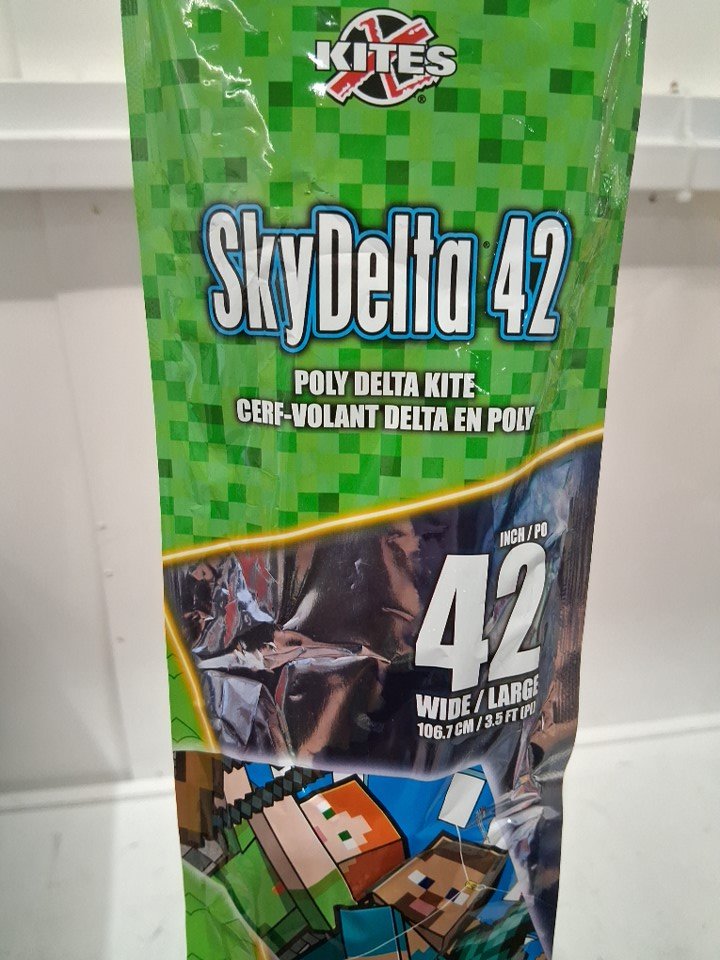 X KITES®
SkyDelta® 42
POLY DELTA KITE
CERF-VOLANT DELTA EN POLY
INCH / PO
42
WIDE / LARGE
106.7 CM / 3.5 FT (PI)